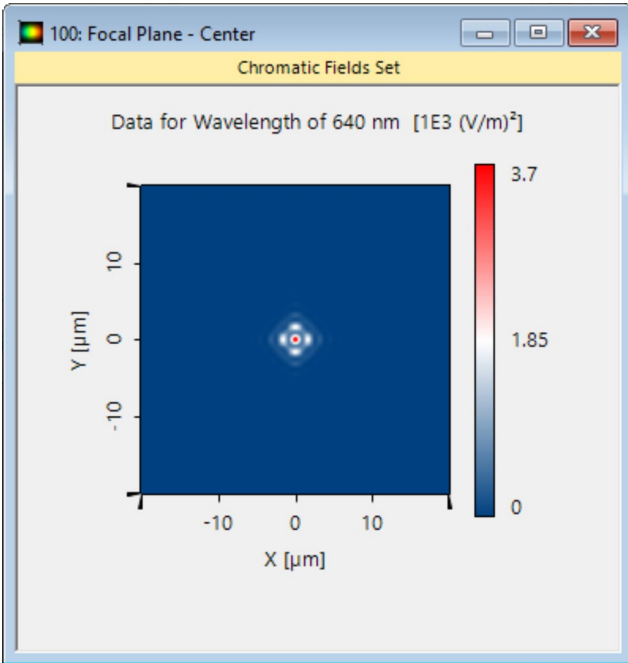 100: Focal Plane - Center
Chromatic Fields Set
Data for Wavelength of 640 nm  [1E3 (V/m)²]
3.7
1.85
0
Y [µm]
10
0
-10
-10
0
10
X [µm]